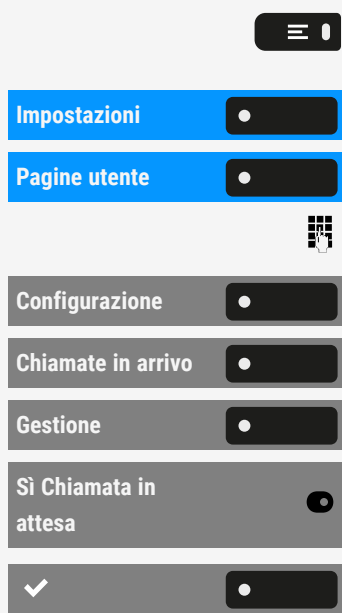 Impostazioni
Pagine utente
Configurazione
Chiamate in arrivo
Gestione
Sì Chiamata in
attesa